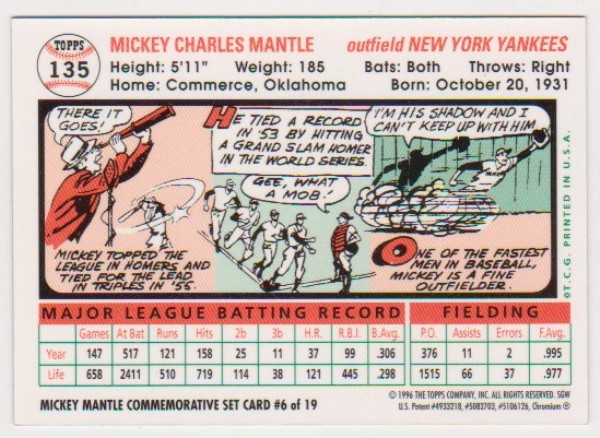 TOPPS
135
MICKEY CHARLES MANTLE
outfield NEW YORK YANKEES
Height: 5'11" Weight: 185
Bats: Both Throws: Right
Home: Commerce, Oklahoma
Born: October 20, 1931
THERE IT
GOES!
MICKEY TOPPED THE
LEAGUE IN HOMERS AND
TIED FOR THE LEAD
IN TRIPLES IN '55.
HE TIED A RECORD
IN '53 BY HITTING
A GRAND SLAM HOMER
IN THE WORLD SERIES.
GEE, WHAT
A MOB!
I'M HIS SHADOW AND I
CAN'T KEEP UP WITH HIM
ONE OF THE FASTEST
MEN IN BASEBALL,
MICKEY IS A FINE
OUTFIELDER.
©T.C.G. PRINTED IN U.S.A.
MAJOR LEAGUE BATTING RECORD
FIELDING
Games At Bat Runs Hits 2b 3b H.R. R.B.I. B.Avg. P.O. Assists Errors F.Avg.
Year 147 517 121 158 25 11 37 99 .306 376 11 2 .995
Life 658 2411 510 719 114 38 121 445 .298 1515 66 37 .977
MICKEY MANTLE COMMEMORATIVE SET CARD #6 of 19
© 1996 THE TOPPS COMPANY, INC. ALL RIGHTS RESERVED. SGW
U.S. Patent #4933218, #5082703, #5106126, Chromium ®.